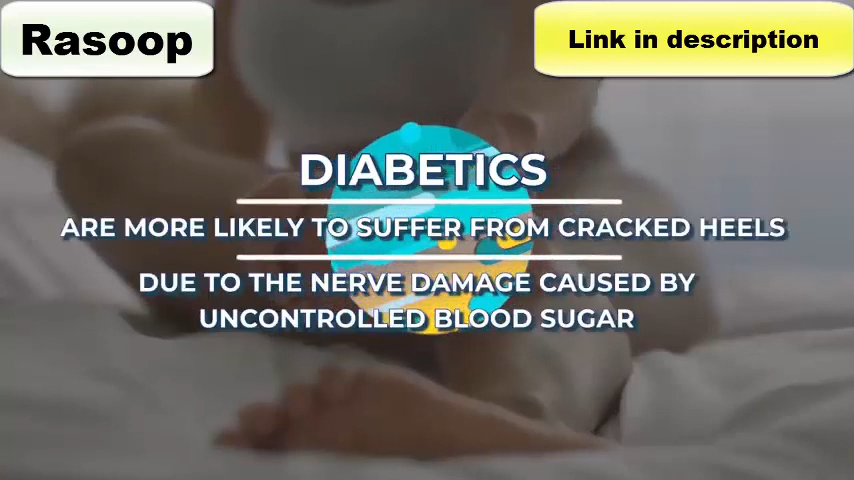 Rasoop
Link in description
DIABETICS
ARE MORE LIKELY TO SUFFER FROM CRACKED HEELS
DUE TO THE NERVE DAMAGE CAUSED BY
UNCONTROLLED BLOOD SUGAR